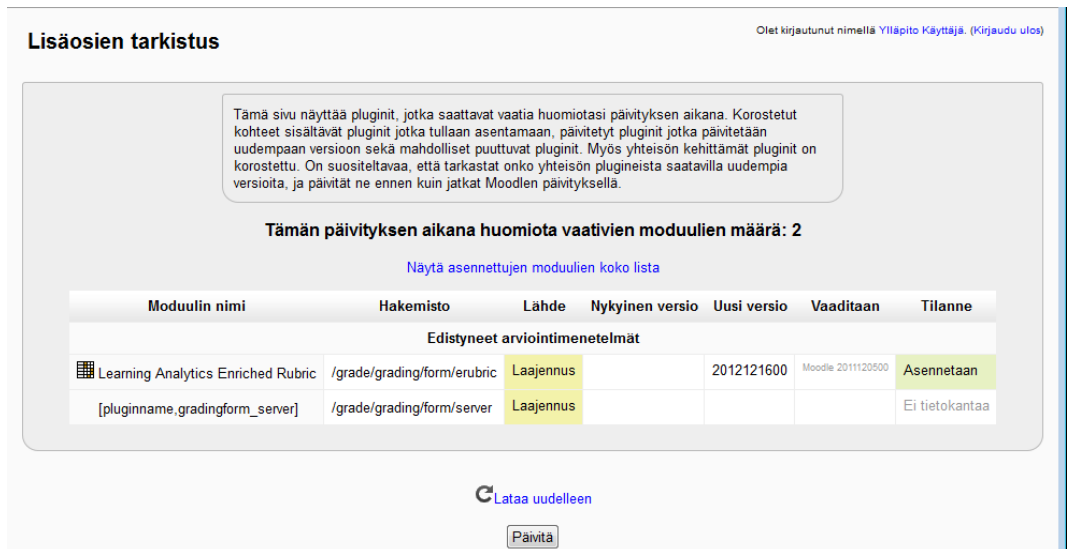 Lisäosien tarkistus
Olet kirjautunut nimellä Ylläpito Käyttäjä. (Kirjaudu ulos)
Tämä sivu näyttää pluginit, jotka saattavat vaatia huomiotasi päivityksen aikana. Korostetut
kohteet sisältävät pluginit jotka tullaan asentamaan, päivitetyt pluginit jotka päivitetään
uudempaan versioon sekä mahdolliset puuttuvat pluginit. Myös yhteisön kehittämät pluginit on
korostettu. On suositeltavaa, että tarkastat onko yhteisön plugineista saatavilla uudempia
versioita, ja päivität ne ennen kuin jatkat Moodlen päivityksellä.
Tämän päivityksen aikana huomiota vaativien moduulien määrä: 2
Näytä asennettujen moduulien koko lista
Moduulin nimi Hakemisto Lähde Nykyinen versio Uusi versio Vaaditaan Tilanne
Edistyneet arviointimenetelmät
Learning Analytics Enriched Rubric /grade/grading/form/erubric Laajennus 2012121600 Moodle 2011120500 Asennetaan
[pluginname,gradingform_server] /grade/grading/form/server Laajennus Ei tietokantaa
Lataa uudelleen
Päivitä